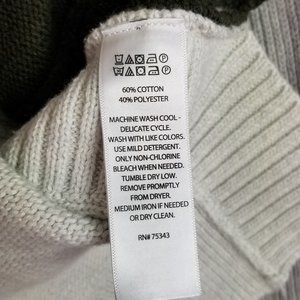 60% COTTON
40% POLYESTER
MACHINE WASH COOL -
DELICATE CYCLE.
WASH WITH LIKE COLORS.
USE MILD DETERGENT.
ONLY NON-CHLORINE
BLEACH WHEN NEEDED.
TUMBLE DRY LOW.
REMOVE PROMPTLY
FROM DRYER.
MEDIUM IRON IF NEEDED
OR DRY CLEAN.
RN# 75343